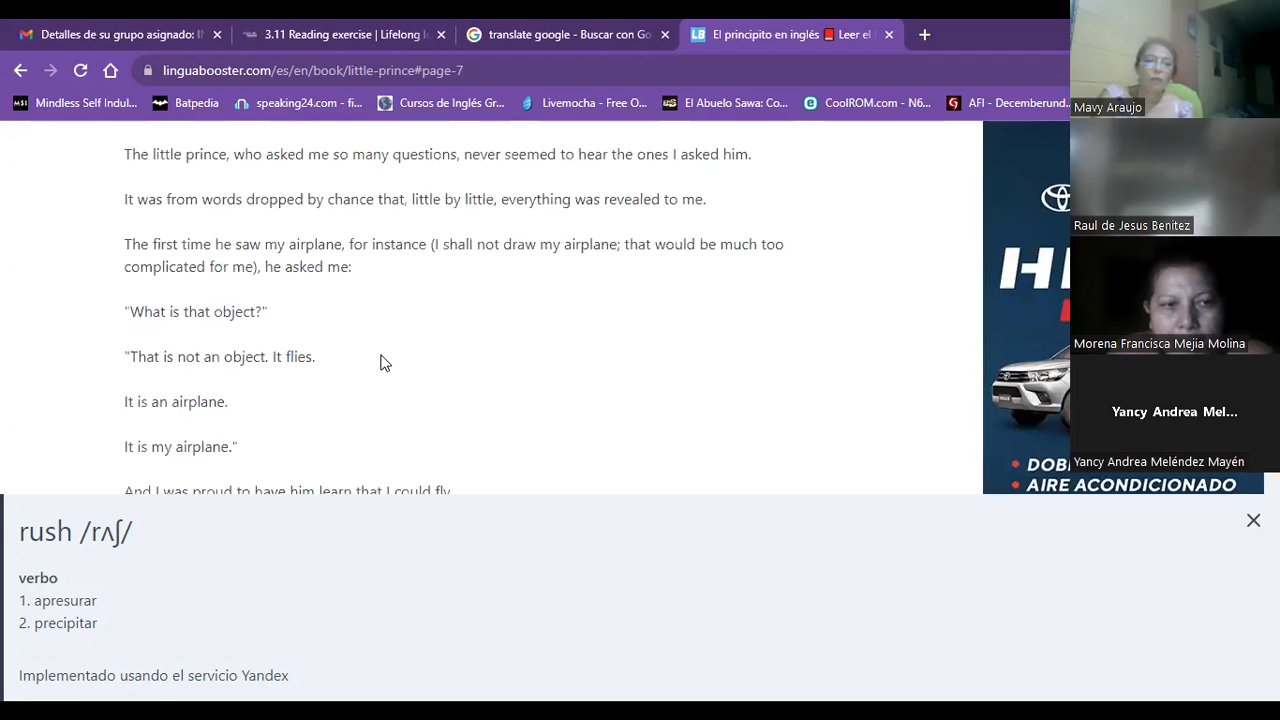 Detalles de su grupo asignado: IN
3.11 Reading exercise | Lifelong l
translate google - Buscar con Go
El principito en inglés 📕 Leer el l
linguabooster.com/es/en/book/little-prince#page-7
Mindless Self Indul...
Batpedia
speaking24.com - fi...
Cursos de Inglés Gr...
Livemocha - Free O...
El Abuelo Sawa: Co...
CoolROM.com - N6...
AFI - Decemberund...
The little prince, who asked me so many questions, never seemed to hear the ones I asked him.
It was from words dropped by chance that, little by little, everything was revealed to me.
The first time he saw my airplane, for instance (I shall not draw my airplane; that would be much too
complicated for me), he asked me:
"What is that object?"
"That is not an object. It flies.
It is an airplane.
It is my airplane."
And I was proud to have him learn that I could fly.
DOB
AIRE ACONDICIONADO
rush /rʌʃ/
verbo
1. apresurar
2. precipitar
Implementado usando el servicio Yandex
Mavy Araujo
Raul de Jesus Benitez
Morena Francisca Mejia Molina
Yancy Andrea Mel...
Yancy Andrea Meléndez Mayén